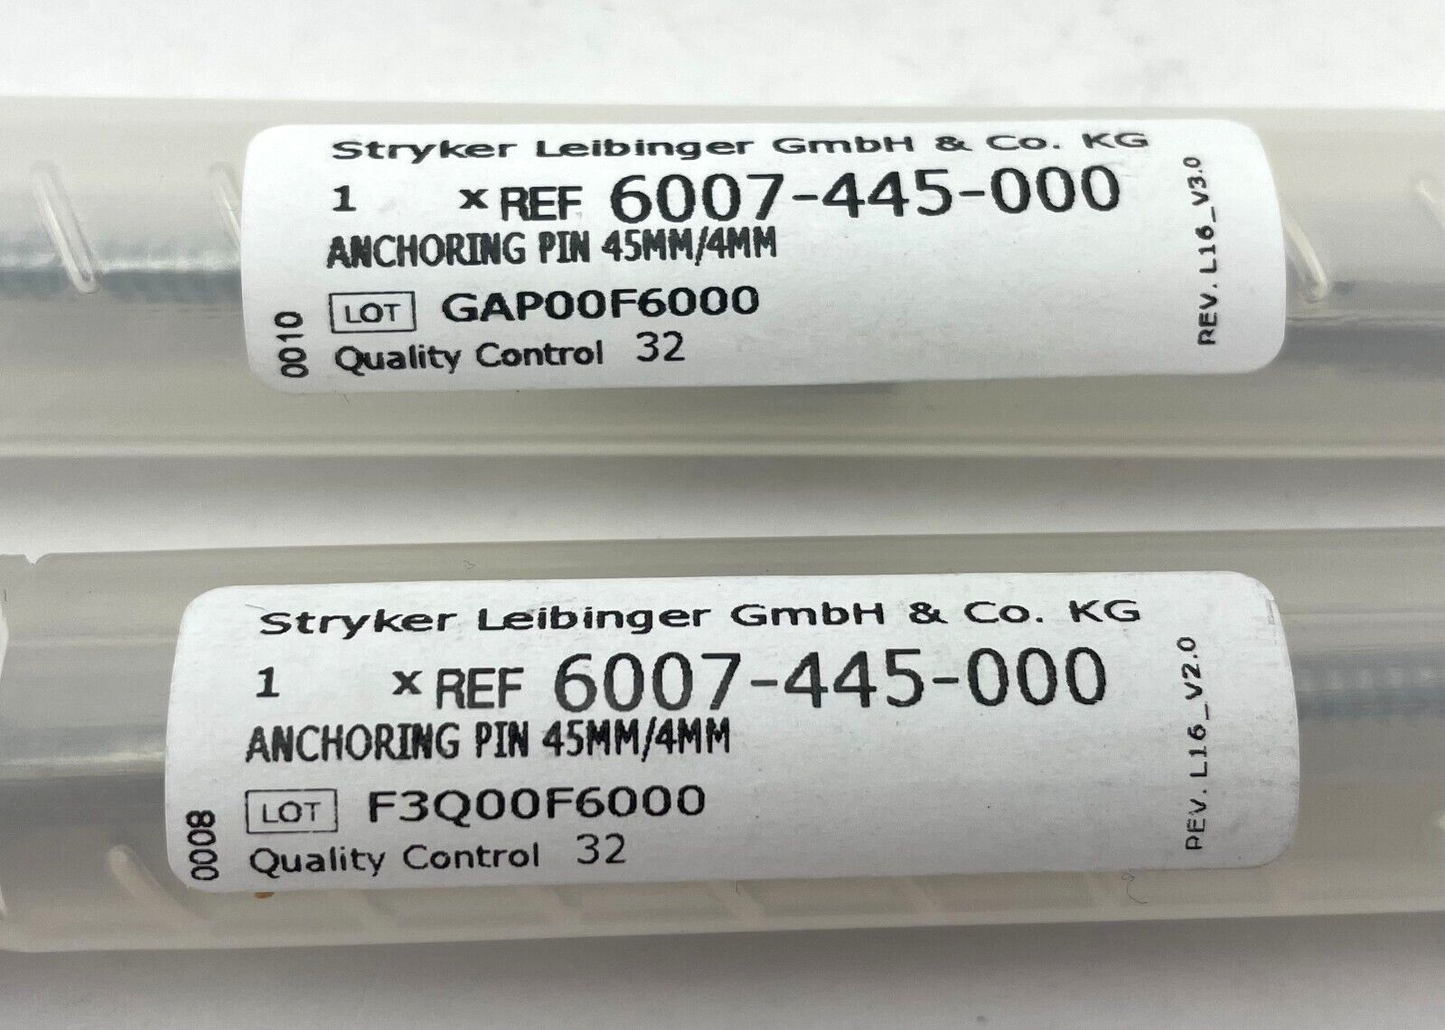 Stryker Leibinger GmbH & Co. KG
1 x REF 6007-445-000
ANCHORING PIN 45MM/4MM
LOT GAP00F6000
Quality Control 32
0010
REV. L16_V3.0
Stryker Leibinger GmbH & Co. KG
1 x REF 6007-445-000
ANCHORING PIN 45MM/4MM
LOT F3Q00F6000
Quality Control 32
0008
REV. L16_V2.0